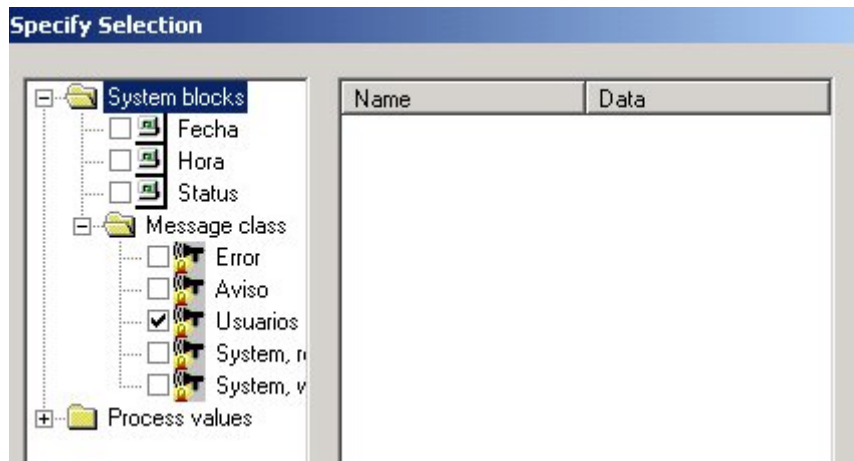 Specify Selection
System blocks
Fecha
Hora
Status
Message class
Error
Aviso
Usuarios
System,
System,
Process values
Name Data